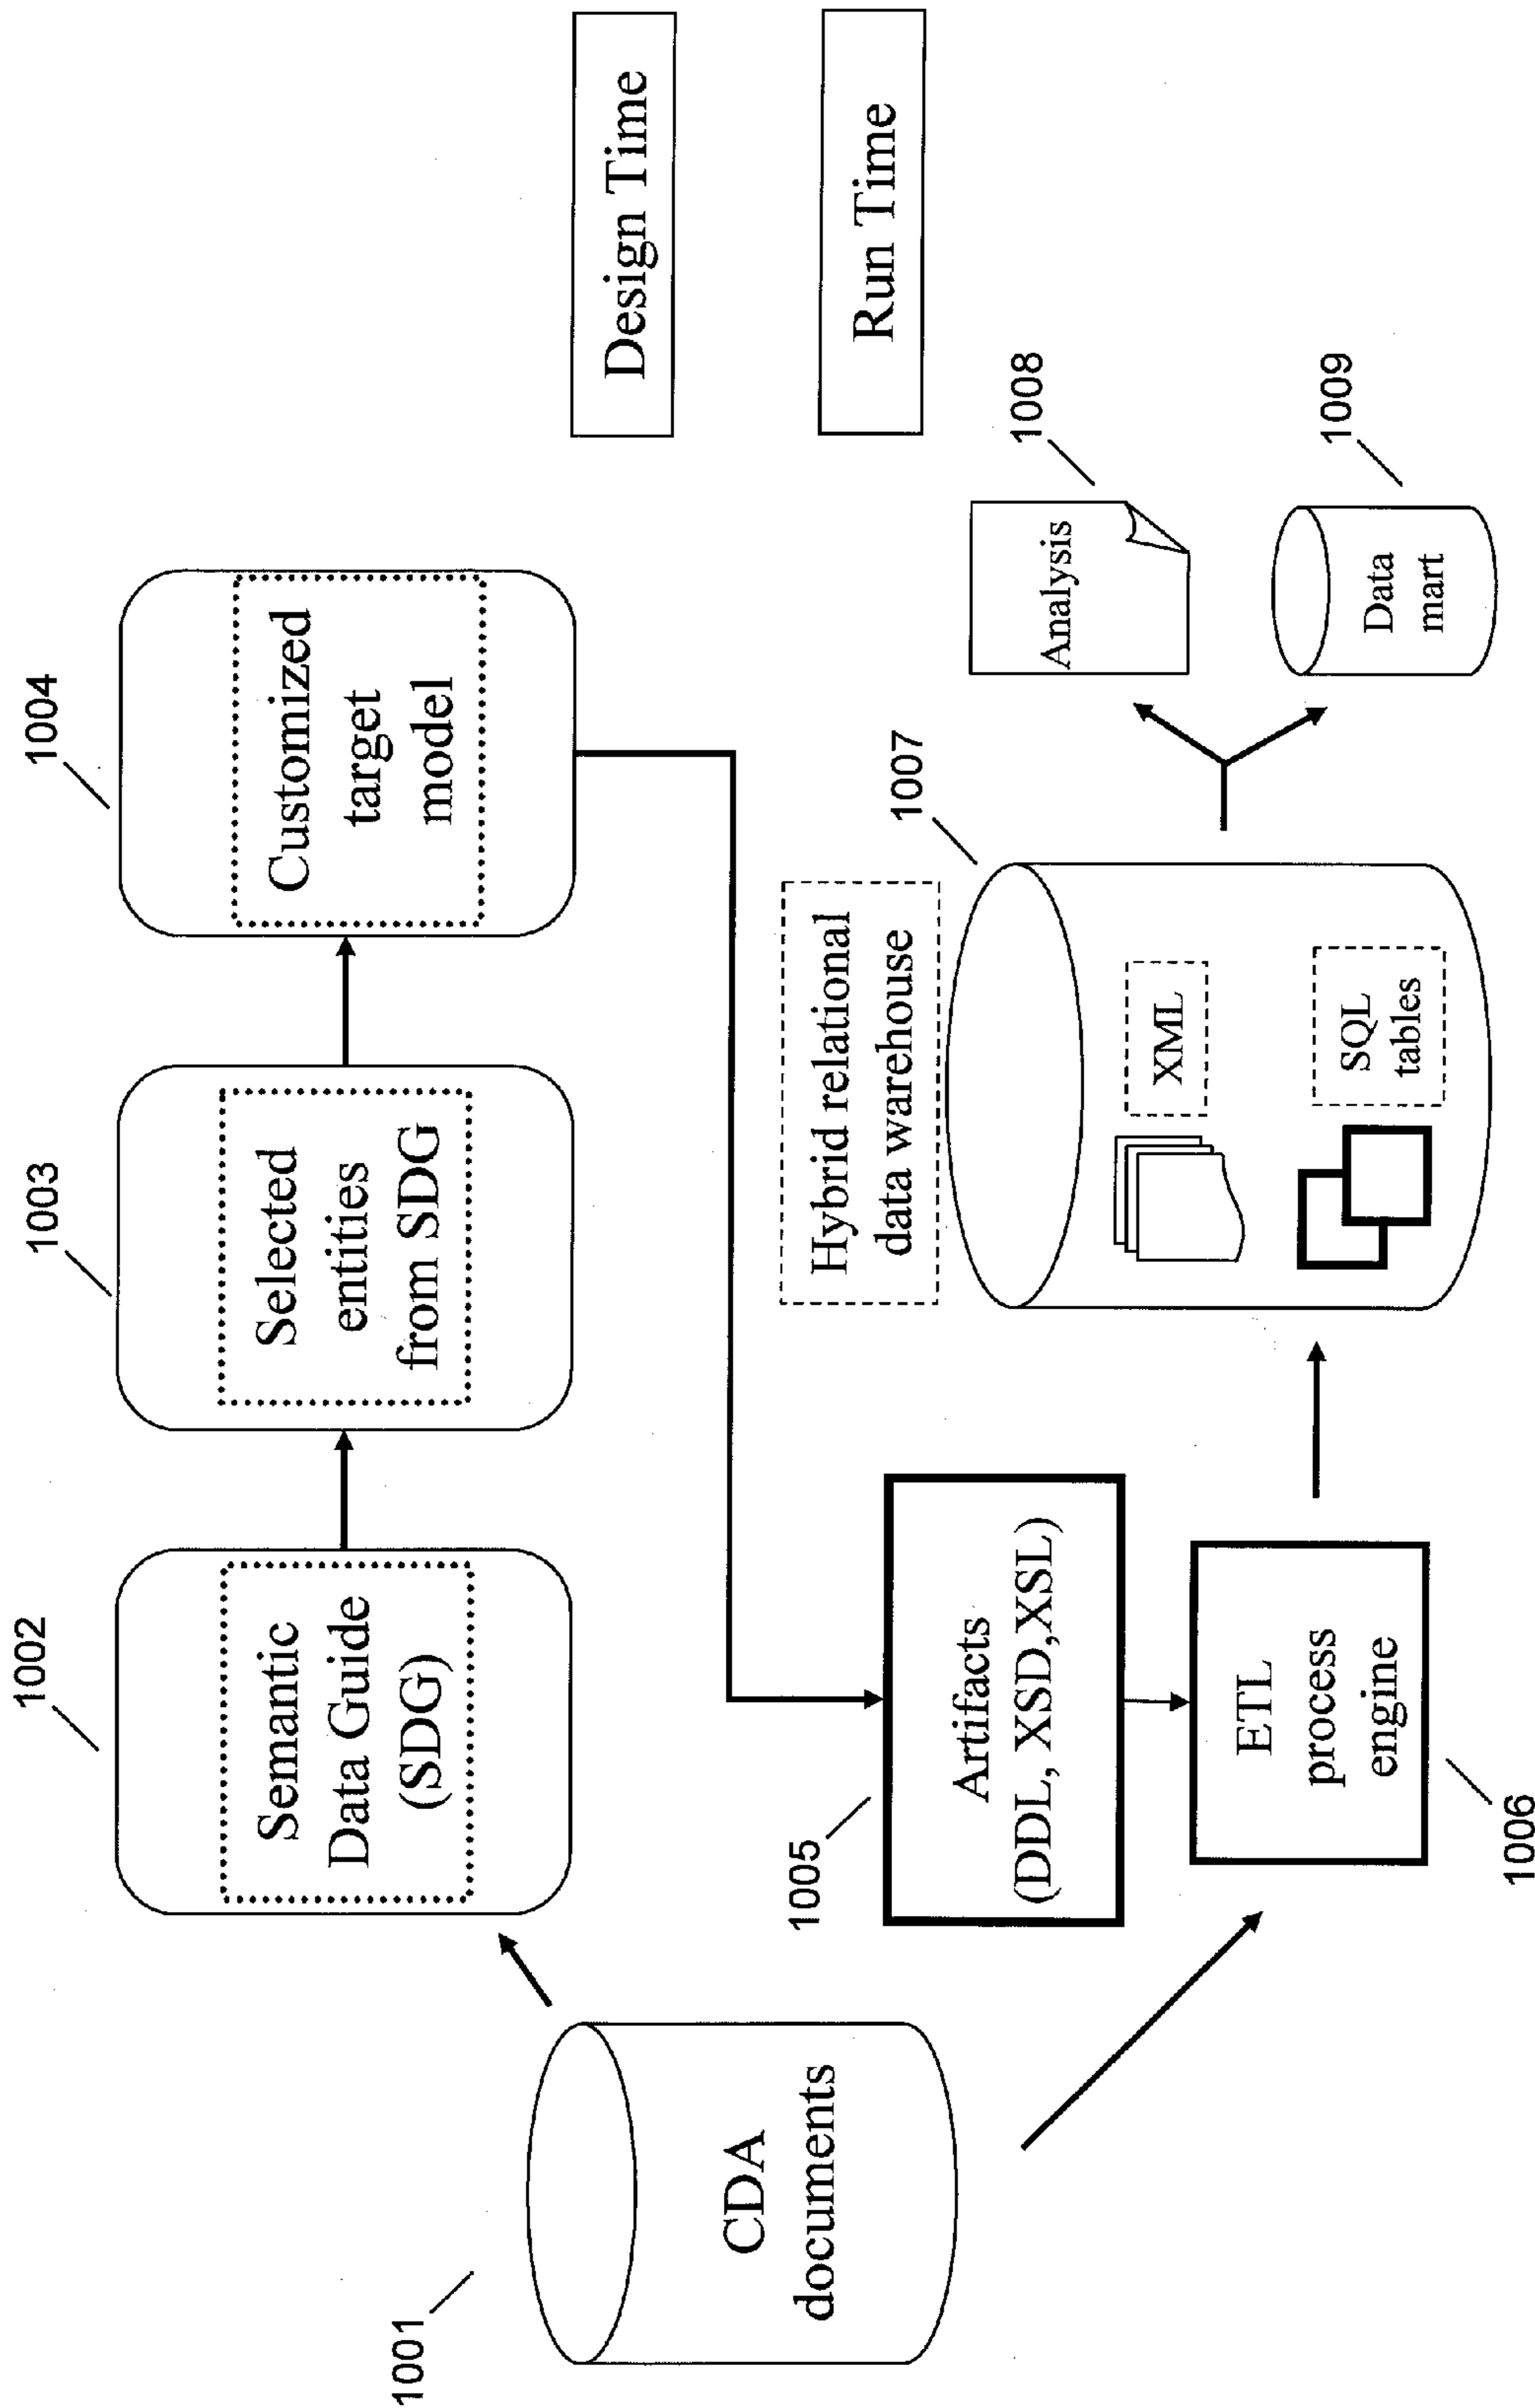 1002
Semantic
Data Guide
(SDG)
1003
Selected
entities
from SDG
1004
Customized
target
model
Design Time
Run Time
1001
CDA
documents
1005
Artifacts
(DDL, XSD,XSL)
ETL
process
engine
1006
Hybrid relational
data warehouse
1007
XML
SQL
tables
1008
Analysis
1009
Data
mart